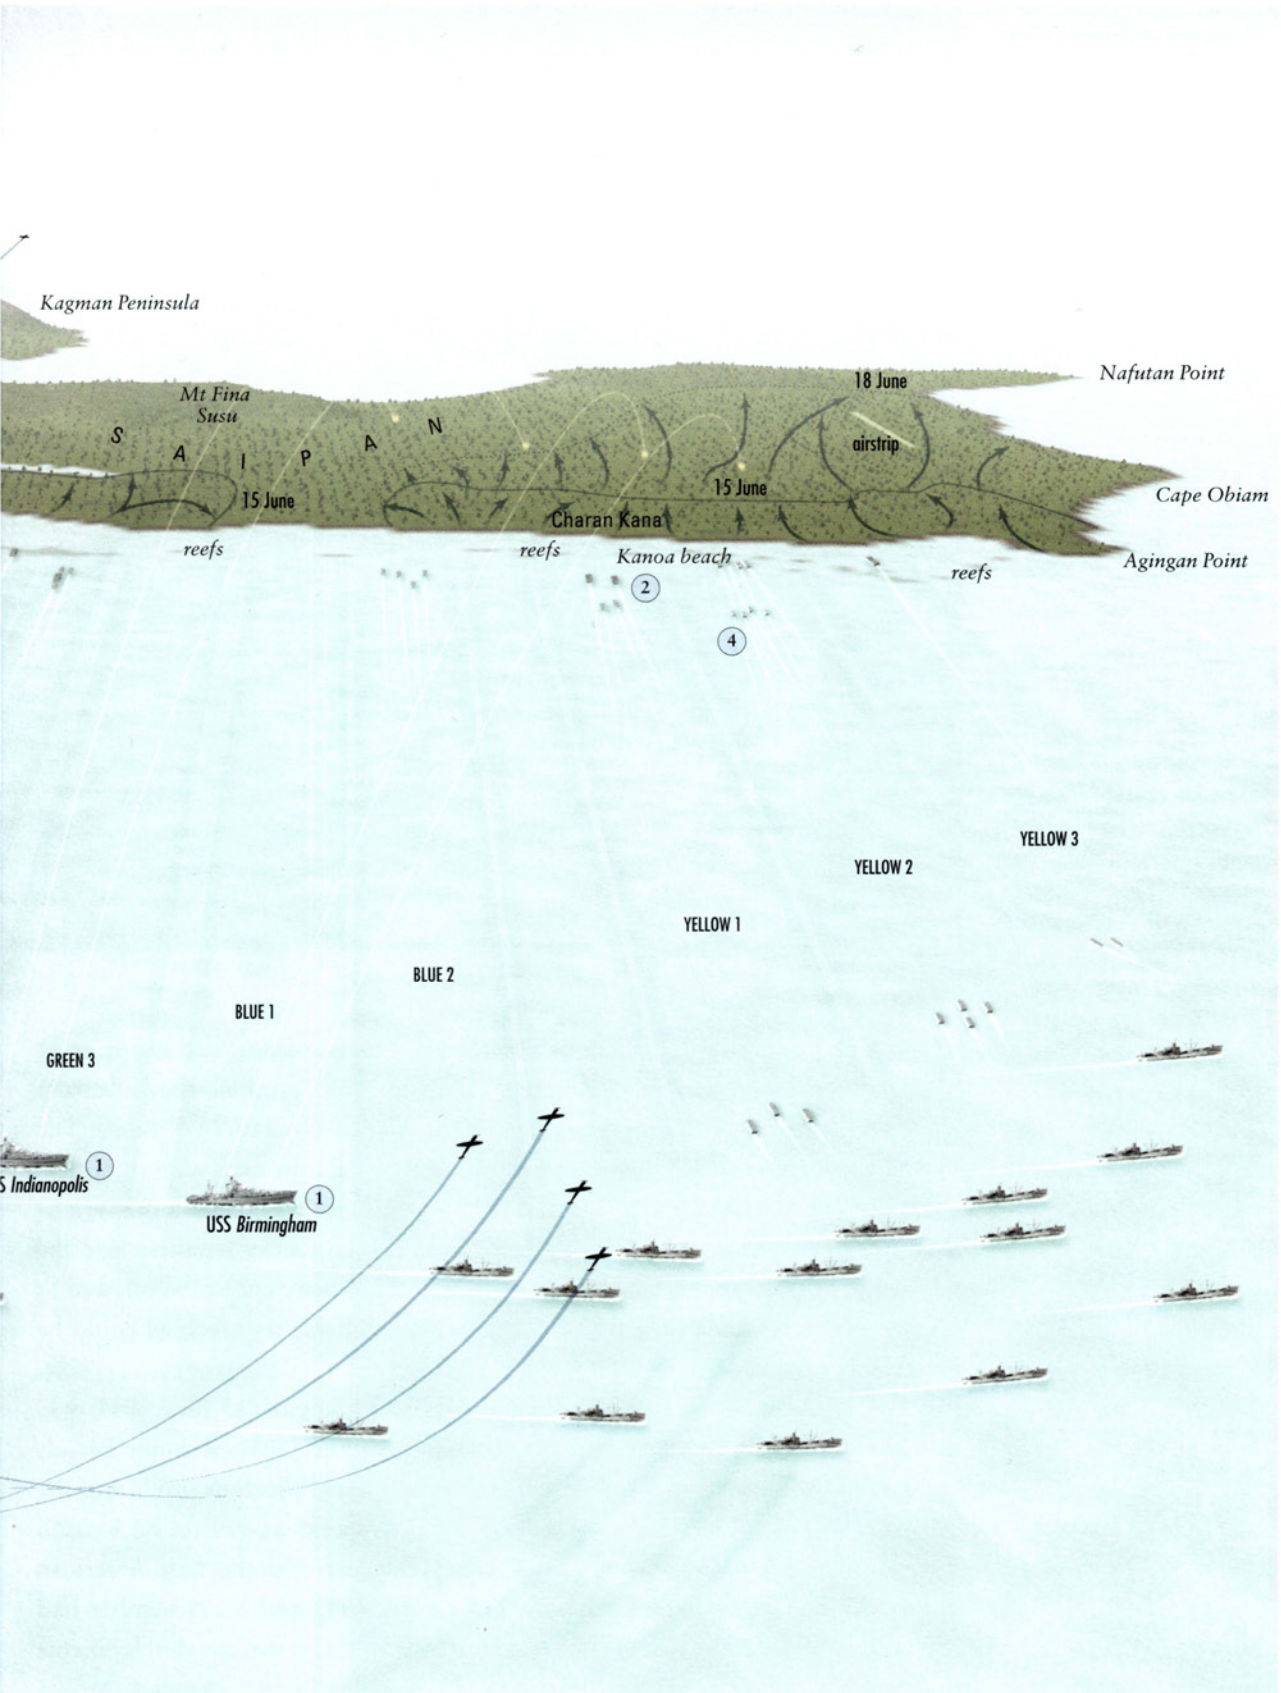 Kagman Peninsula
Nafutan Point
18 June
Mt Fina
Susu
SAIPAN
airstrip
Cape Obiam
15 June
15 June
Charan Kana
reefs
reefs
Kanoa beach
reefs
Agingan Point
2
4
YELLOW 3
YELLOW 2
YELLOW 1
BLUE 2
BLUE 1
GREEN 3
1
S Indianopolis
1
USS Birmingham